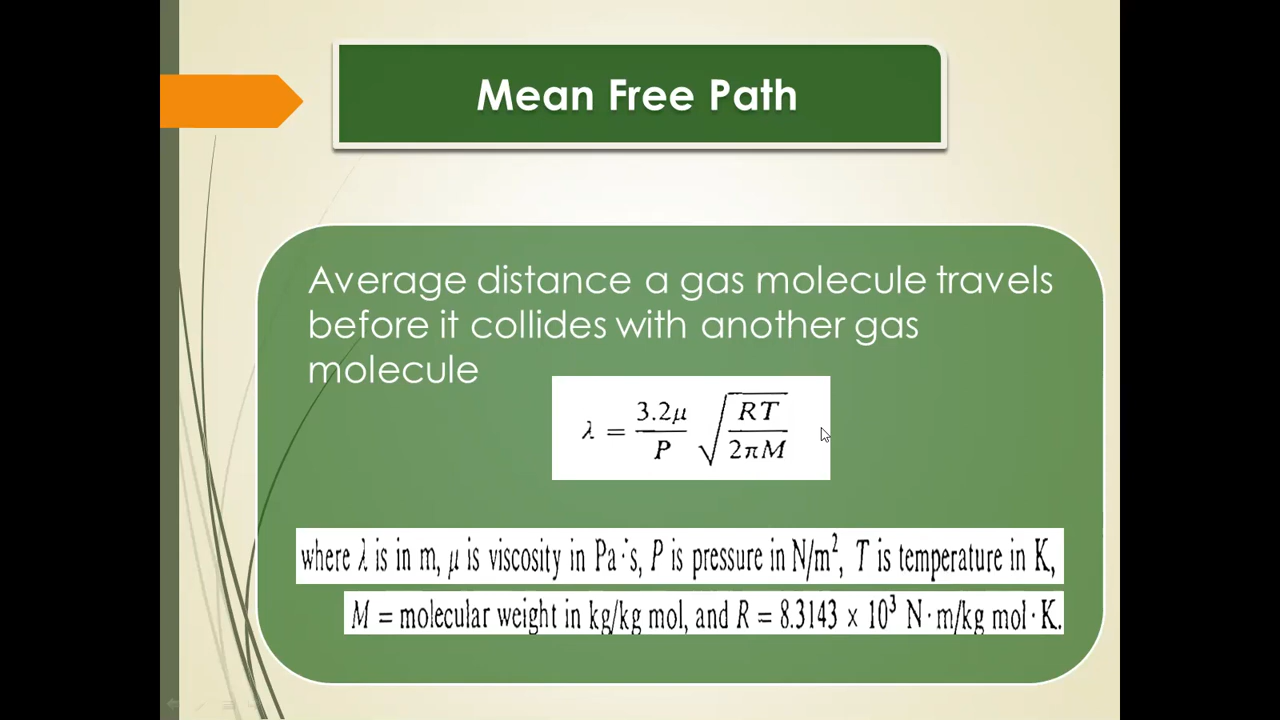 Mean Free Path
Average distance a gas molecule travels
before it collides with another gas
molecule
λ = 3.2μ/P √(RT/2πM)
where λ is in m, μ is viscosity in Pa·s, P is pressure in N/m², T is temperature in K,
M = molecular weight in kg/kg mol, and R = 8.3143 × 10³ N·m/kg mol·K.